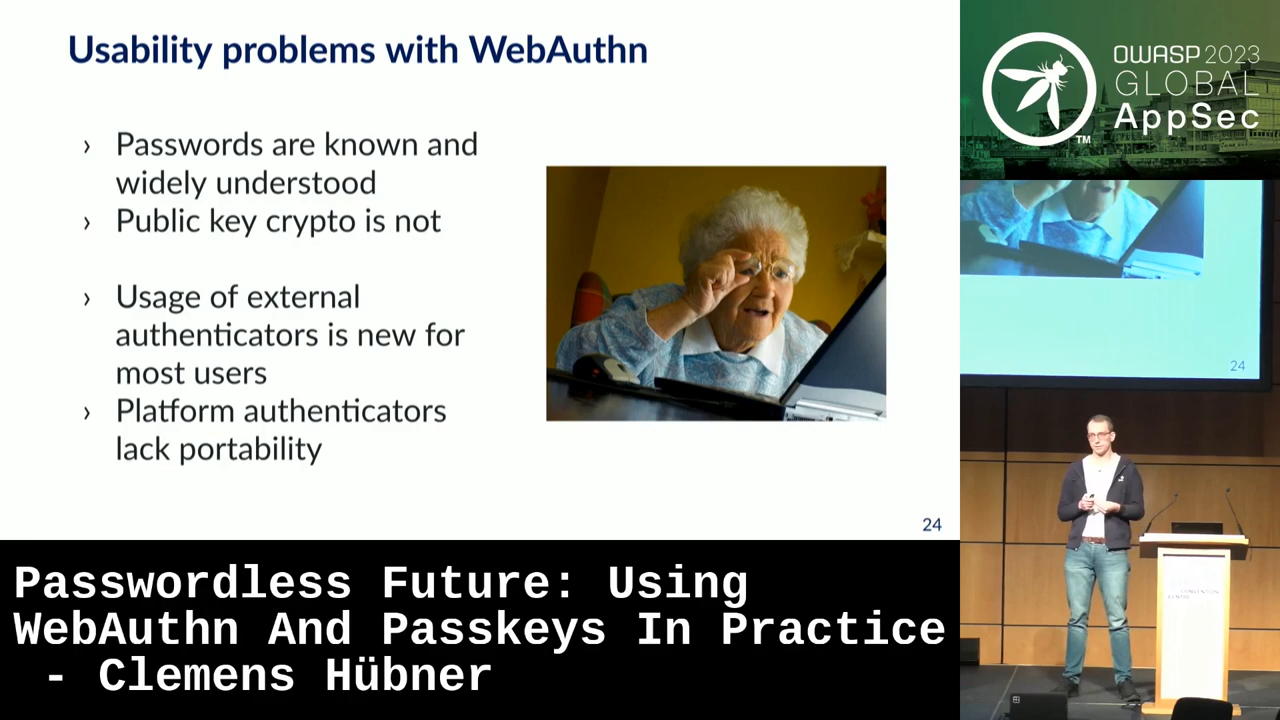 Usability problems with WebAuthn
› Passwords are known and
widely understood
› Public key crypto is not
› Usage of external
authenticators is new for
most users
› Platform authenticators
lack portability
24
OWASP 2023
GLOBAL
AppSec
TM
24
Passwordless Future: Using
WebAuthn And Passkeys In Practice
- Clemens Hübner